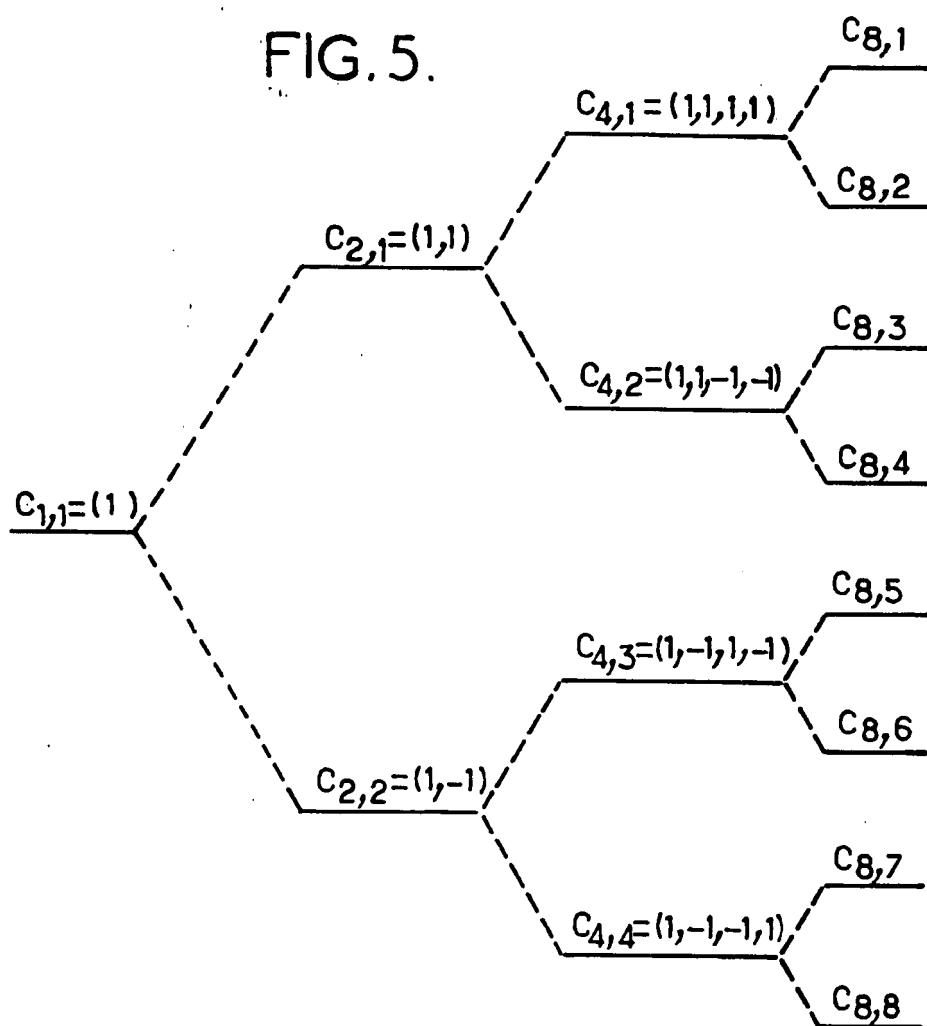 FIG. 5.
C8,1
C4,1=(1,1,1,1)
C8,2
C2,1=(1,1)
C8,3
C4,2=(1,1,-1,-1)
C8,4
C1,1=(1)
C8,5
C4,3=(1,-1,1,-1)
C8,6
C2,2=(1,-1)
C8,7
C4,4=(1,-1,-1,1)
C8,8